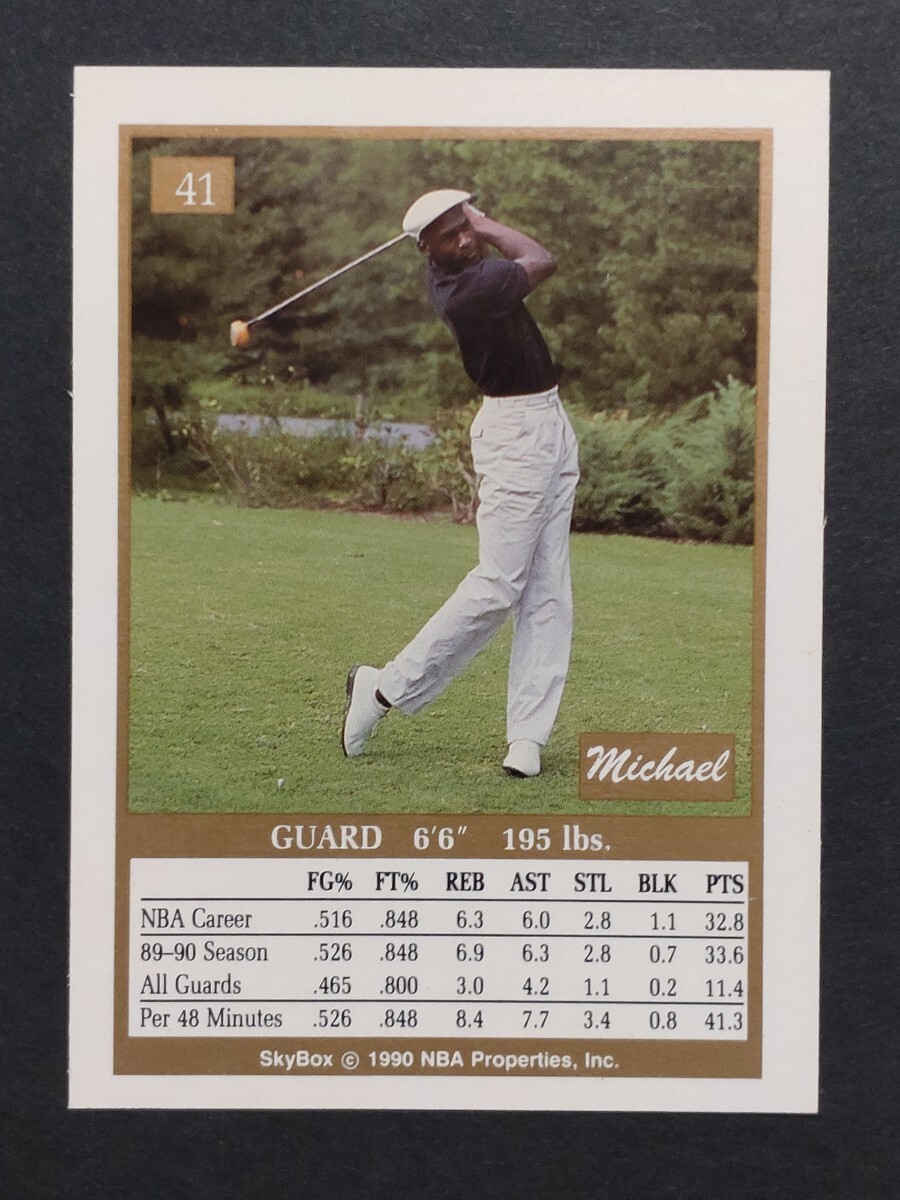 41
Michael
GUARD 6'6" 195 lbs.
FG% FT% REB AST STL BLK PTS
NBA Career .516 .848 6.3 6.0 2.8 1.1 32.8
89–90 Season .526 .848 6.9 6.3 2.8 0.7 33.6
All Guards .465 .800 3.0 4.2 1.1 0.2 11.4
Per 48 Minutes .526 .848 8.4 7.7 3.4 0.8 41.3
SkyBox © 1990 NBA Properties, Inc.